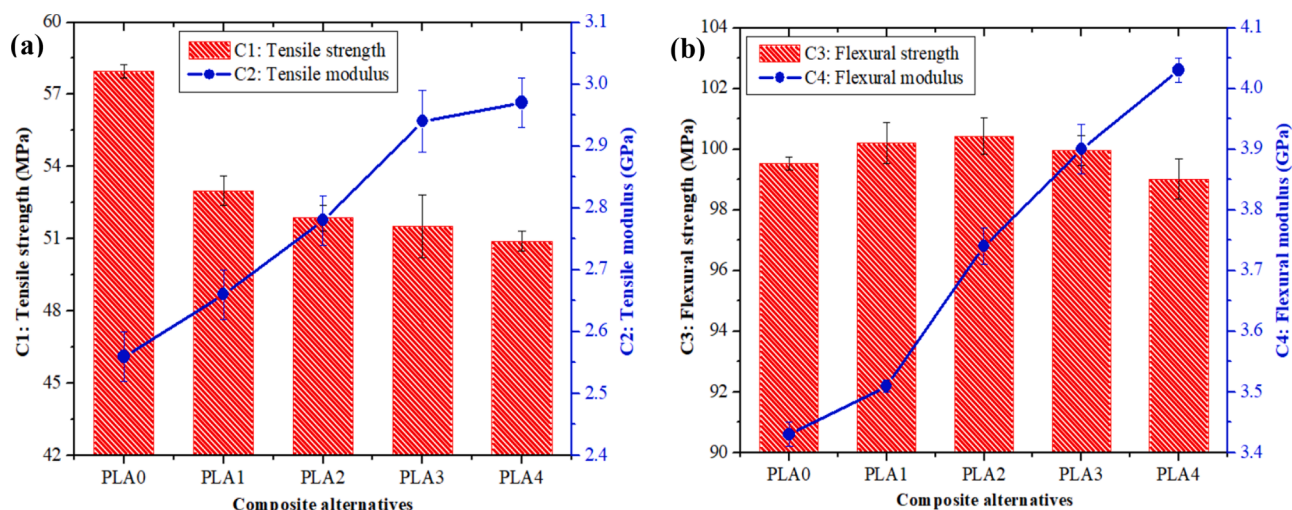 (a)
C1: Tensile strength
C2: Tensile modulus
C1: Tensile strength (MPa)
60
57
54
51
48
45
42
C2: Tensile modulus (GPa)
3.1
3.0
2.9
2.8
2.7
2.6
2.5
2.4
PLA0 PLA1 PLA2 PLA3 PLA4
Composite alternatives
(b)
C3: Flexural strength
C4: Flexural modulus
C3: Flexural strength (MPa)
104
102
100
98
96
94
92
90
C4: Flexural modulus (GPa)
4.1
4.0
3.9
3.8
3.7
3.6
3.5
3.4
PLA0 PLA1 PLA2 PLA3 PLA4
Composite alternatives